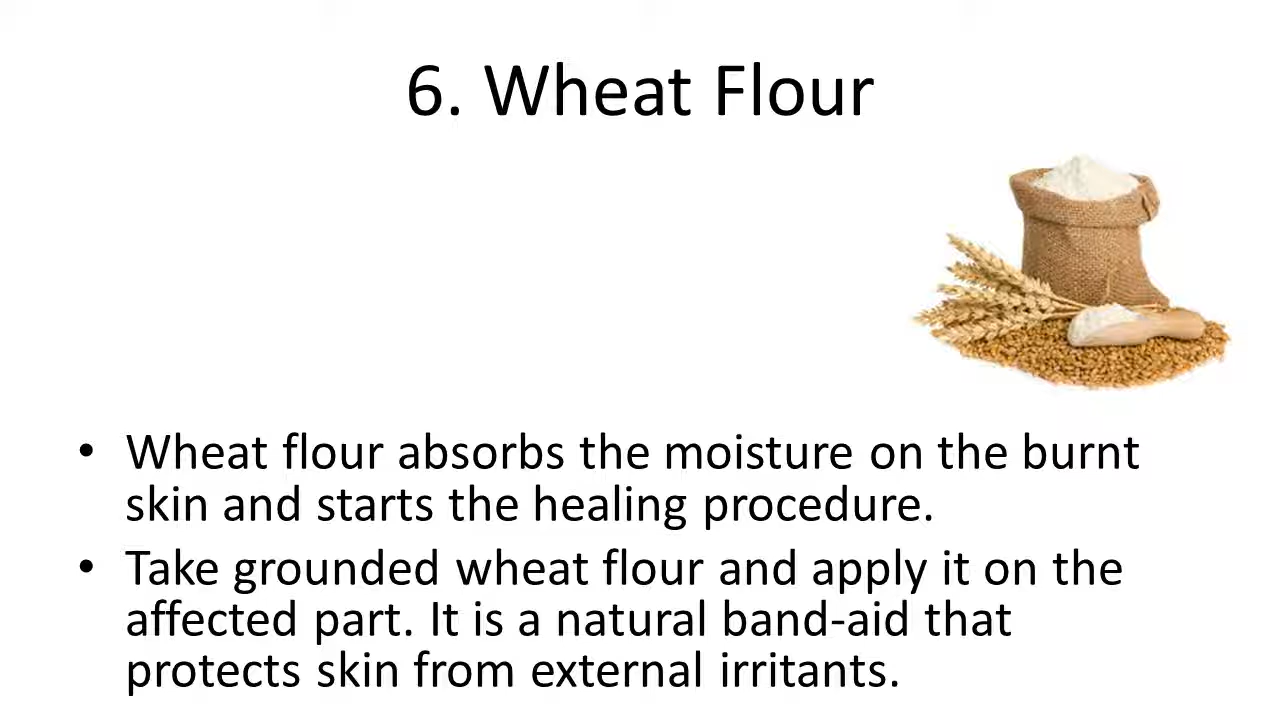 6. Wheat Flour
• Wheat flour absorbs the moisture on the burnt
skin and starts the healing procedure.
• Take grounded wheat flour and apply it on the
affected part. It is a natural band-aid that
protects skin from external irritants.